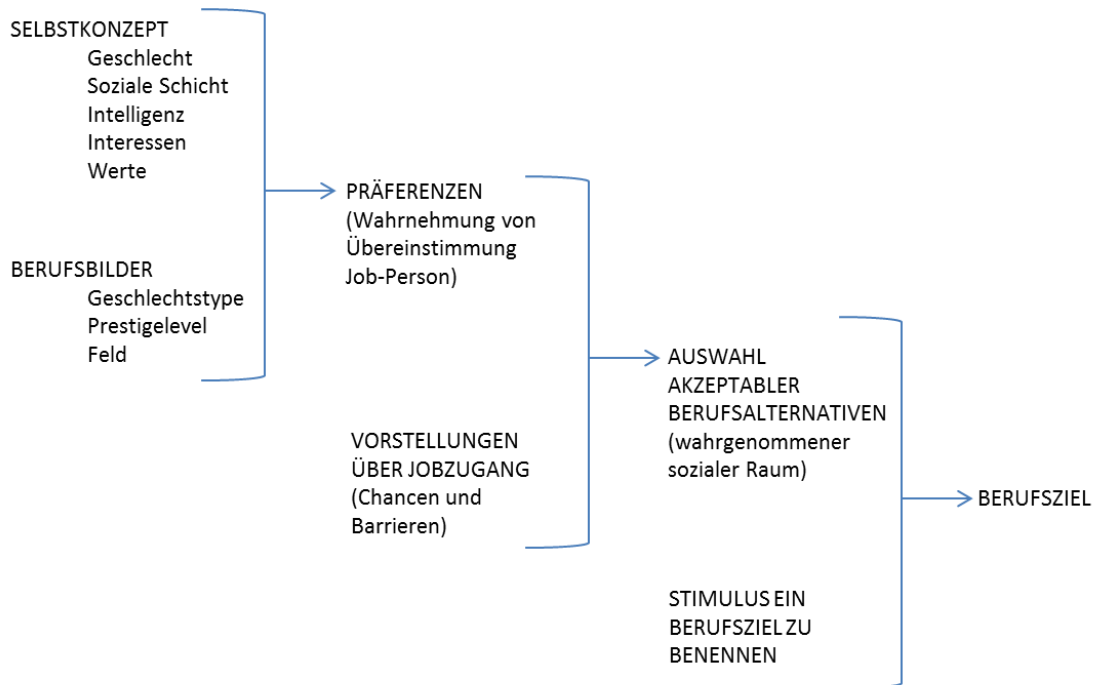 SELBSTKONZEPT
Geschlecht
Soziale Schicht
Intelligenz
Interessen
Werte
BERUFSBILDER
Geschlechtstype
Prestigelevel
Feld
PRÄFERENZEN
(Wahrnehmung von
Übereinstimmung
Job-Person)
VORSTELLUNGEN
ÜBER JOBZUGANG
(Chancen und
Barrieren)
AUSWAHL
AKZEPTABLER
BERUFSALTERNATIVEN
(wahrgenommener
sozialer Raum)
STIMULUS EIN
BERUFSZIEL ZU
BENENNEN
BERUFSZIEL